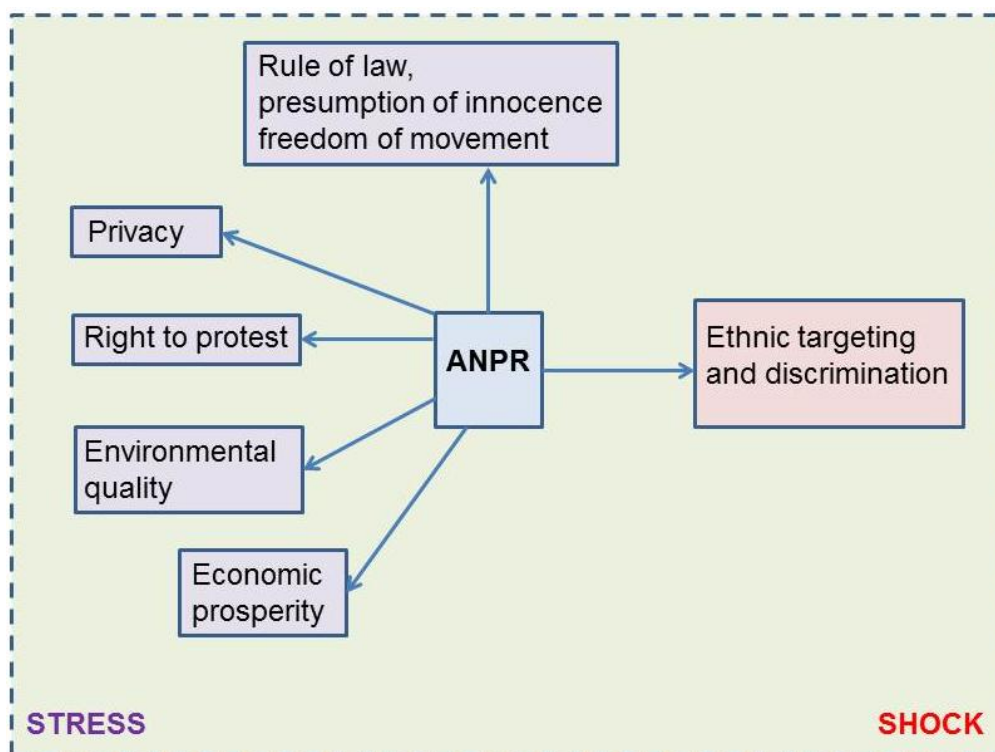 Rule of law,
presumption of innocence
freedom of movement
Privacy
Right to protest
ANPR
Ethnic targeting
and discrimination
Environmental
quality
Economic
prosperity
STRESS
SHOCK